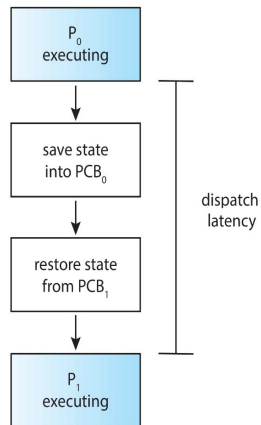 P₀
executing
save state
into PCB₀
dispatch
latency
restore state
from PCB₁
P₁
executing